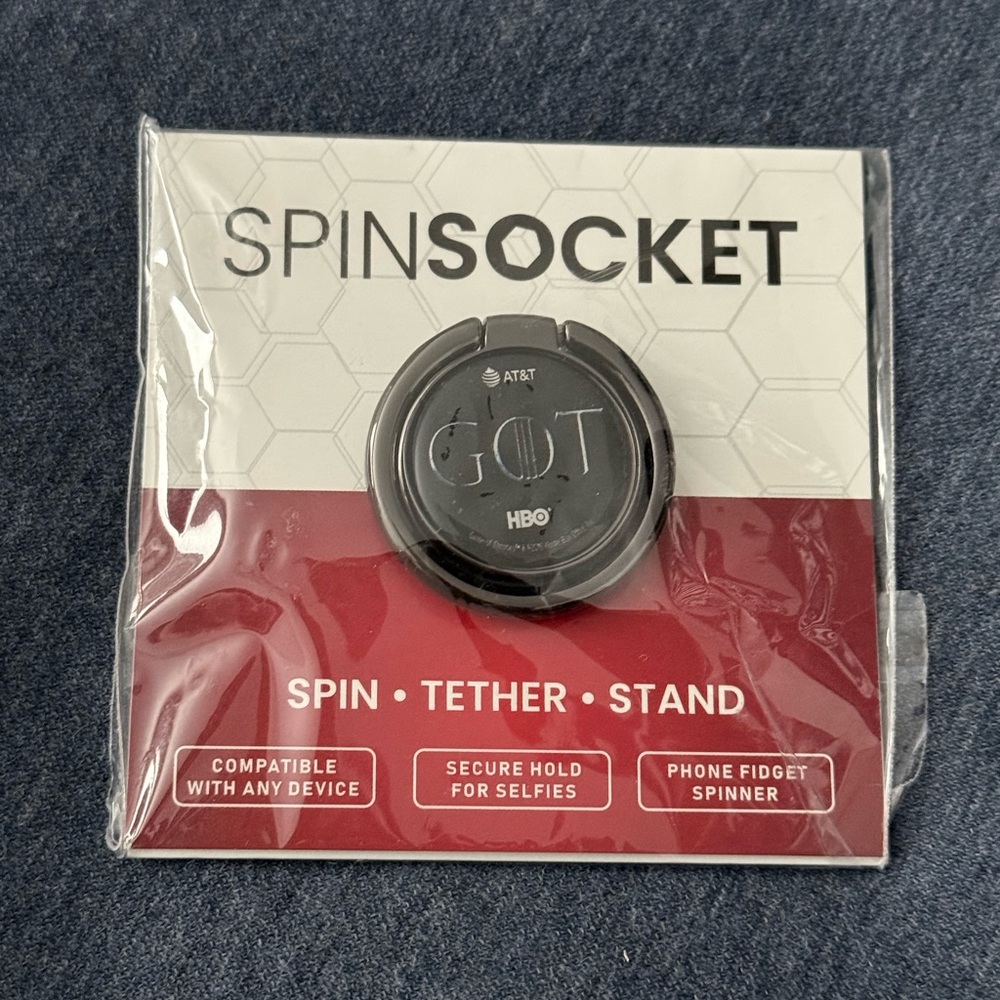 SPINSOCKET
AT&T
GOT
HBO
SPIN • TETHER • STAND
COMPATIBLE
WITH ANY DEVICE
SECURE HOLD
FOR SELFIES
PHONE FIDGET
SPINNER